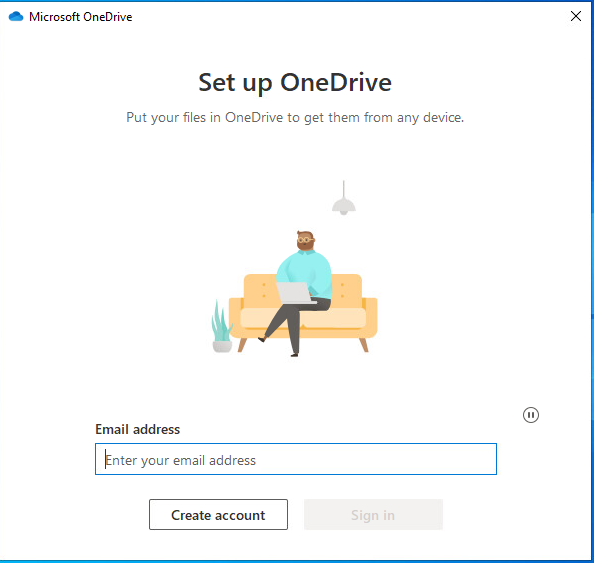 Microsoft OneDrive
Set up OneDrive
Put your files in OneDrive to get them from any device.
Email address
Enter your email address
Create account
Sign in